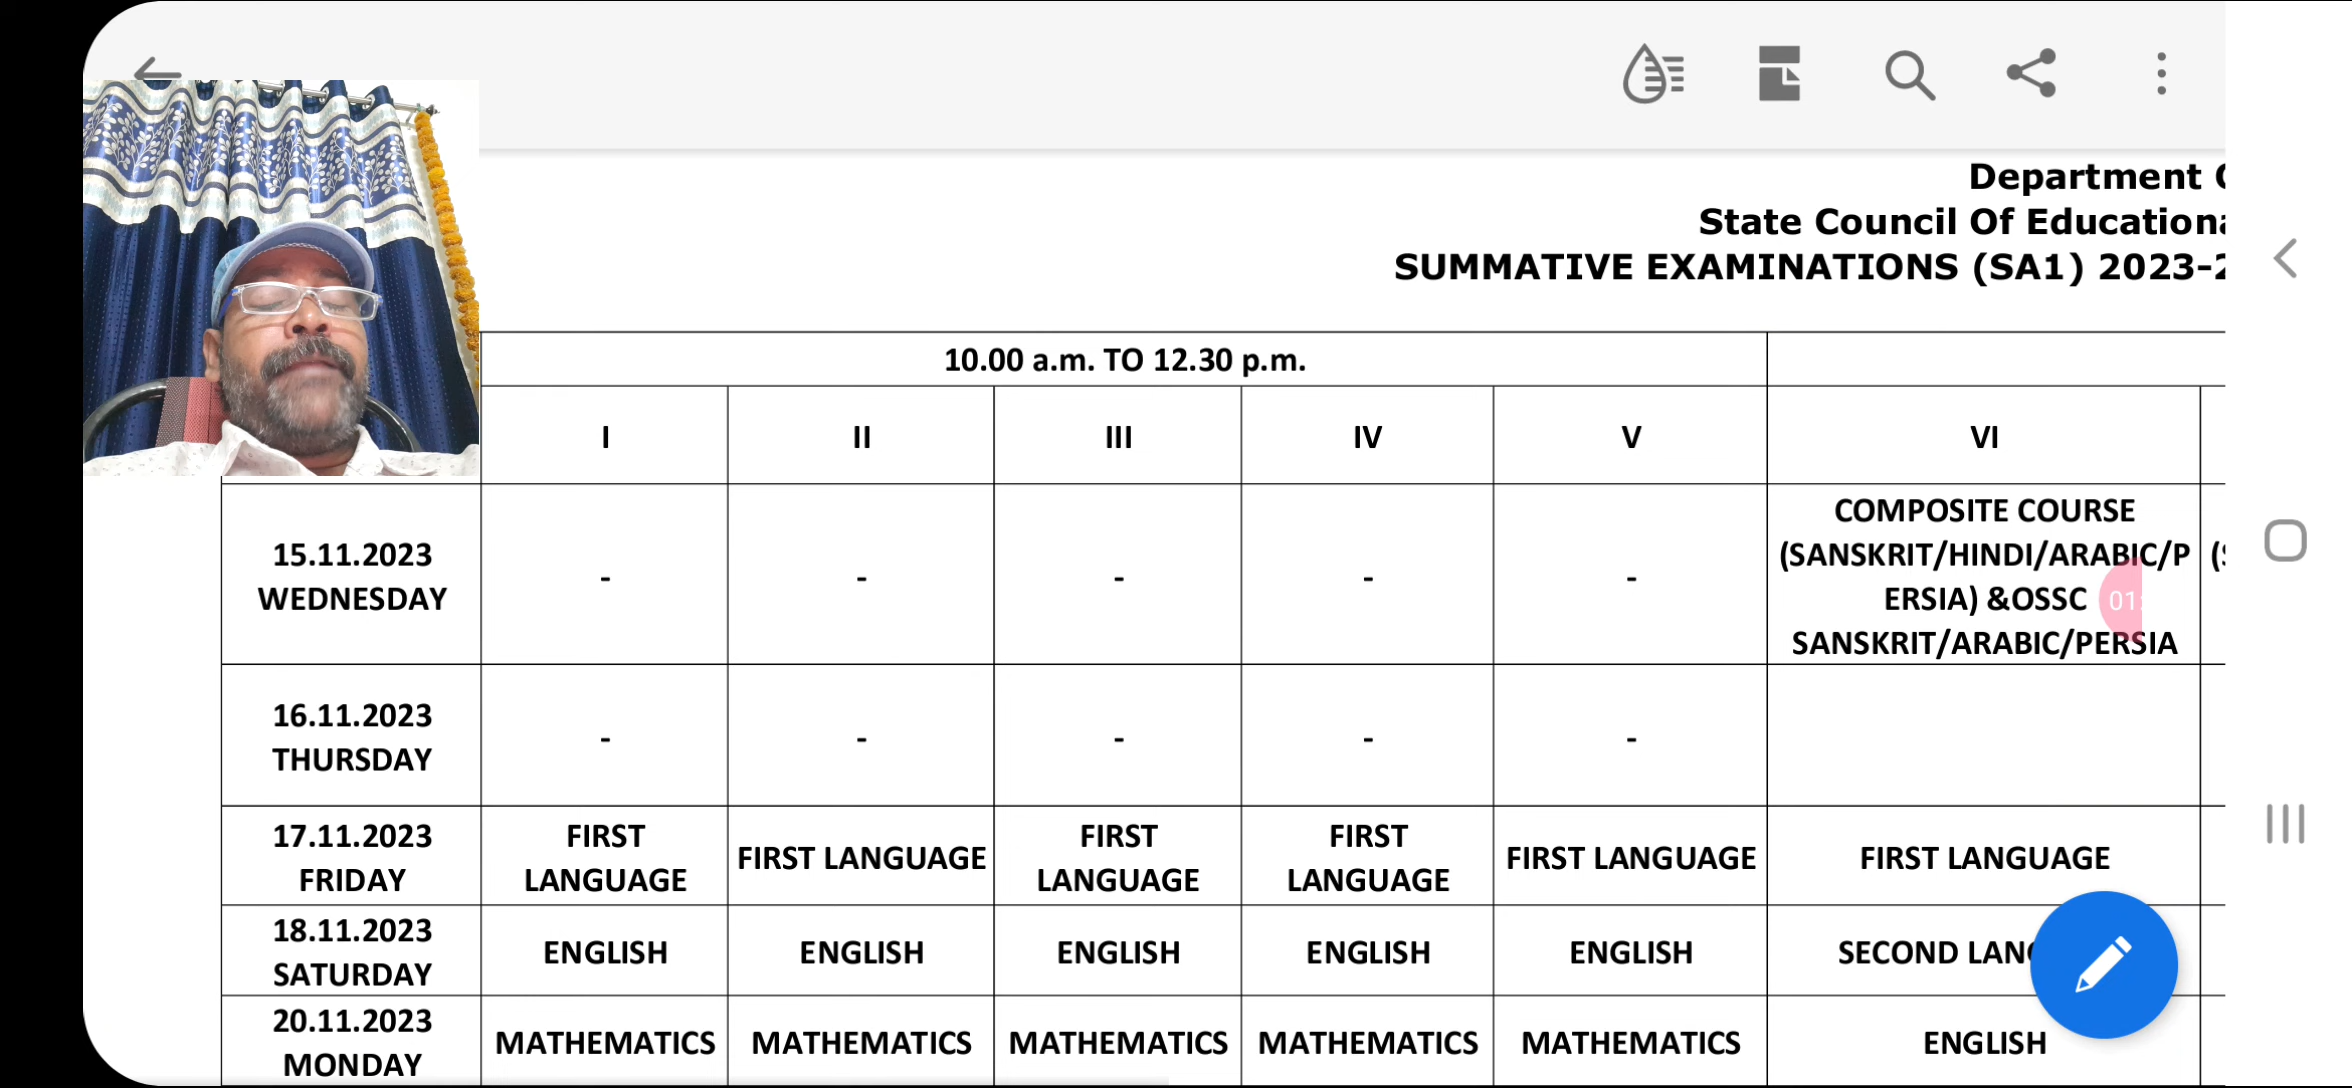 Department
State Council Of Educationa
SUMMATIVE EXAMINATIONS (SA1) 2023-2
10.00 a.m. TO 12.30 p.m.
I II III IV V VI
15.11.2023
WEDNESDAY
- - - - -
COMPOSITE COURSE
(SANSKRIT/HINDI/ARABIC/P
ERSIA) &OSSC
SANSKRIT/ARABIC/PERSIA
01:
16.11.2023
THURSDAY
- - - - -
17.11.2023
FRIDAY
FIRST
LANGUAGE
FIRST LANGUAGE
FIRST
LANGUAGE
FIRST
LANGUAGE
FIRST LANGUAGE
FIRST LANGUAGE
18.11.2023
SATURDAY
ENGLISH ENGLISH ENGLISH ENGLISH ENGLISH SECOND LAN
20.11.2023
MONDAY
MATHEMATICS MATHEMATICS MATHEMATICS MATHEMATICS MATHEMATICS ENGLISH